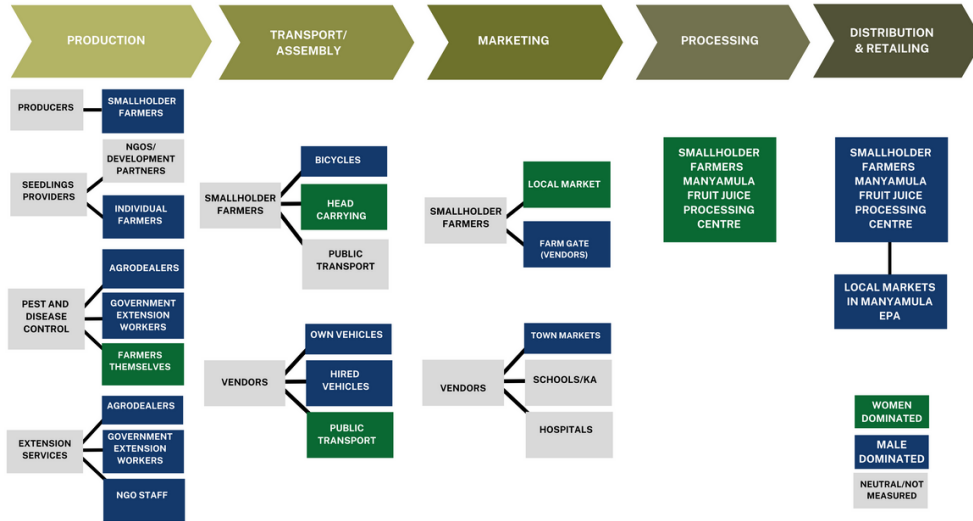 PRODUCTION
TRANSPORT/
ASSEMBLY
MARKETING
PROCESSING
DISTRIBUTION
& RETAILING
PRODUCERS
SMALLHOLDER
FARMERS
SEEDLINGS
PROVIDERS
NGOS/
DEVELOPMENT
PARTNERS
INDIVIDUAL
FARMERS
PEST AND
DISEASE
CONTROL
AGRODEALERS
GOVERNMENT
EXTENSION
WORKERS
FARMERS
THEMSELVES
EXTENSION
SERVICES
AGRODEALERS
GOVERNMENT
EXTENSION
WORKERS
NGO STAFF
SMALLHOLDER
FARMERS
BICYCLES
HEAD
CARRYING
PUBLIC
TRANSPORT
VENDORS
OWN VEHICLES
HIRED
VEHICLES
PUBLIC
TRANSPORT
SMALLHOLDER
FARMERS
LOCAL MARKET
FARM GATE
(VENDORS)
VENDORS
TOWN MARKETS
SCHOOLS/KA
HOSPITALS
SMALLHOLDER
FARMERS
MANYAMULA
FRUIT JUICE
PROCESSING
CENTRE
SMALLHOLDER
FARMERS
MANYAMULA
FRUIT JUICE
PROCESSING
CENTRE
LOCAL MARKETS
IN MANYAMULA
EPA
WOMEN
DOMINATED
MALE
DOMINATED
NEUTRAL/NOT
MEASURED